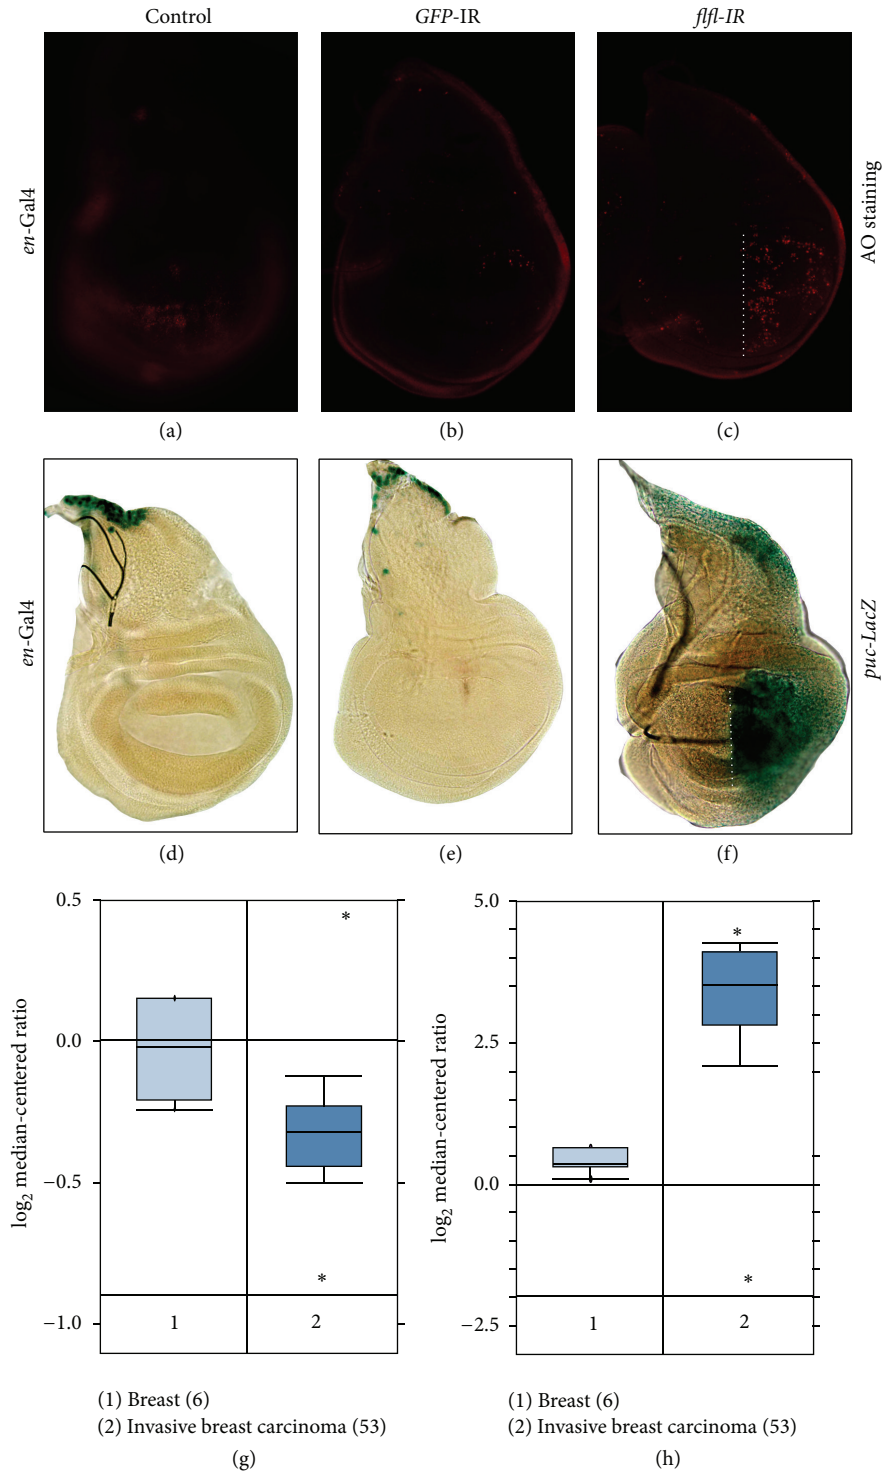 Control
GFP-IR
flfl-IR
en-Gal4
AO staining
(a)
(b)
(c)
en-Gal4
puc-LacZ
(d)
(e)
(f)
0.5
0.0
−0.5
−1.0
log2 median-centered ratio
*
*
1
2
(1) Breast (6)
(2) Invasive breast carcinoma (53)
(g)
5.0
2.5
0.0
−2.5
log2 median-centered ratio
*
*
1
2
(1) Breast (6)
(2) Invasive breast carcinoma (53)
(h)